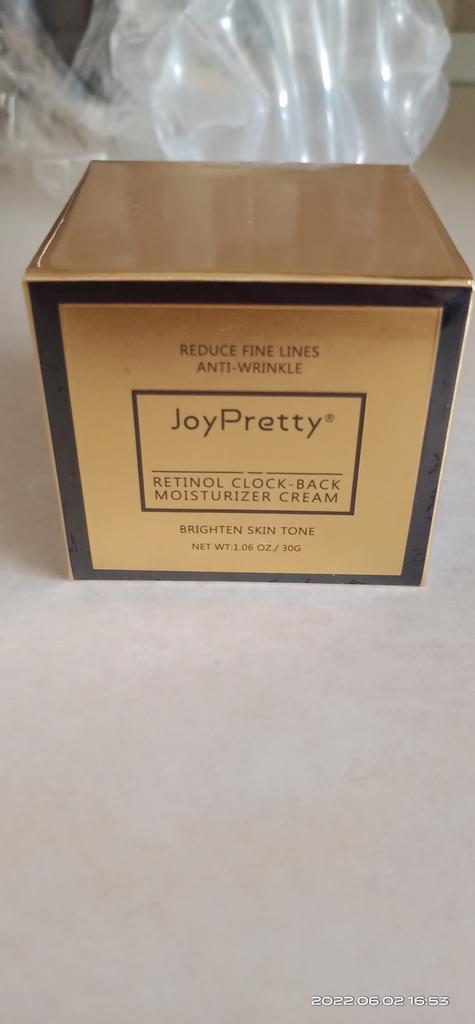 REDUCE FINE LINES
ANTI-WRINKLE
JoyPretty®
RETINOL CLOCK-BACK
MOISTURIZER CREAM
BRIGHTEN SKIN TONE
NET WT:1.06 OZ./ 30G
2022.06.02 16:53